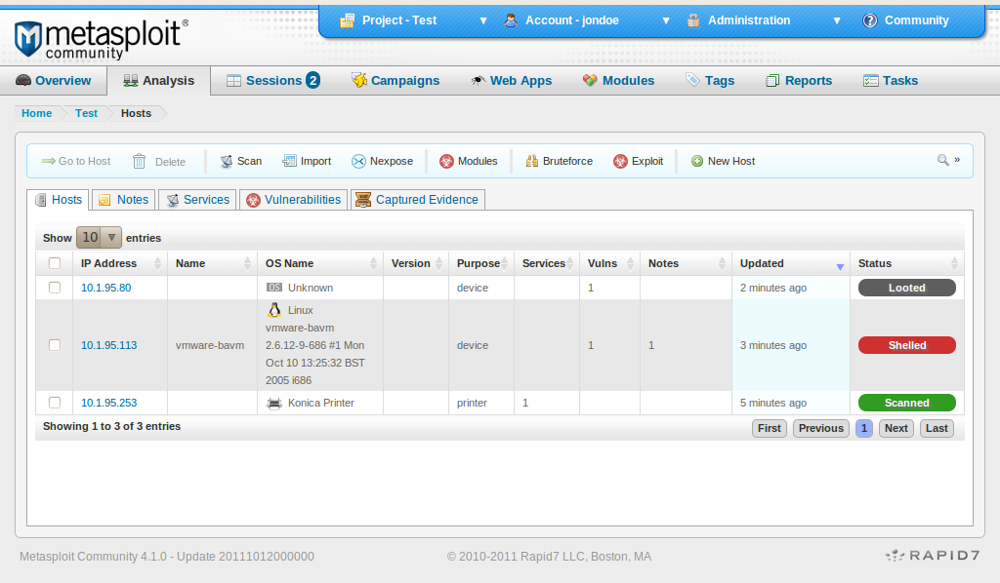 metasploit®
community
Project - Test ▼ Account - jondoe ▼ Administration ▼ Community
Overview Analysis Sessions 2 Campaigns Web Apps Modules Tags Reports Tasks
Home Test Hosts
Go to Host Delete Scan Import Nexpose Modules Bruteforce Exploit New Host »
Hosts Notes Services Vulnerabilities Captured Evidence
Show 10 ▼ entries
IP Address Name OS Name Version Purpose Services Vulns Notes Updated Status
10.1.95.80 OS Unknown device 1 2 minutes ago Looted
Linux
vmware-bavm
10.1.95.113 vmware-bavm 2.6.12-9-686 #1 Mon device 1 1 3 minutes ago Shelled
Oct 10 13:25:32 BST
2005 i686
10.1.95.253 Konica Printer printer 1 5 minutes ago Scanned
Showing 1 to 3 of 3 entries First Previous 1 Next Last
Metasploit Community 4.1.0 - Update 20111012000000 © 2010-2011 Rapid7 LLC, Boston, MA RAPID7